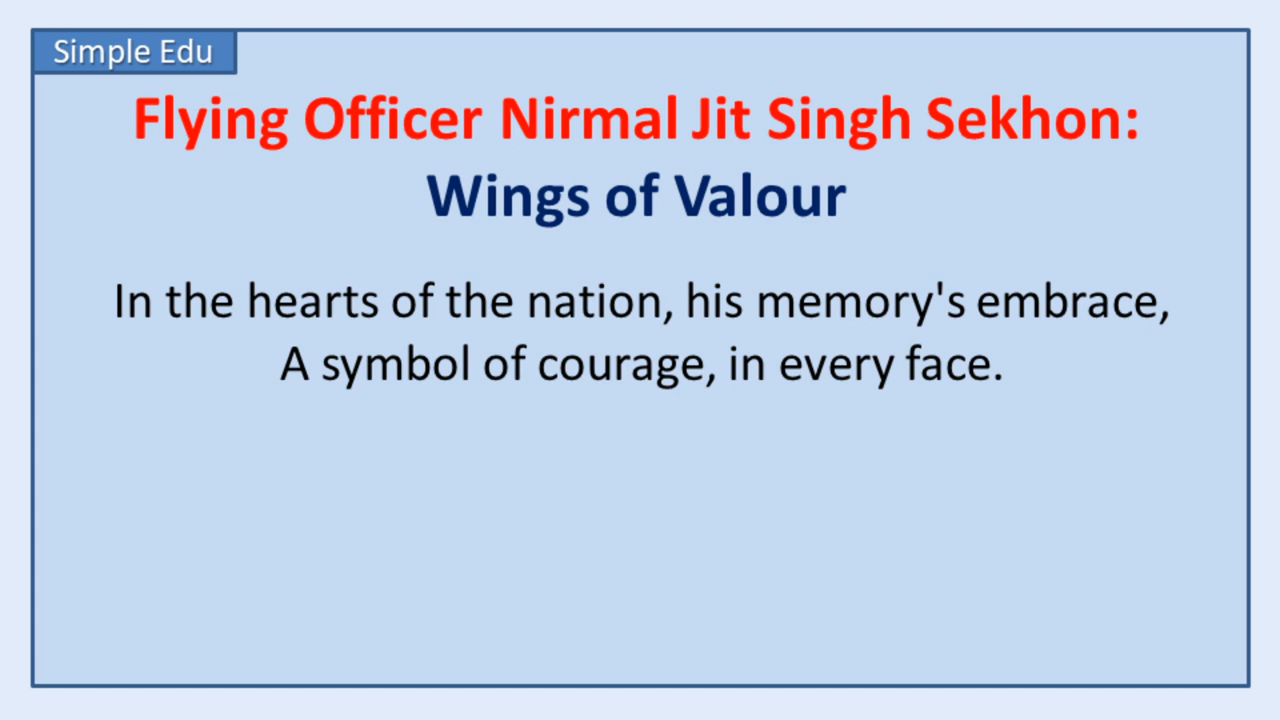 Simple Edu
Flying Officer Nirmal Jit Singh Sekhon:
Wings of Valour
In the hearts of the nation, his memory's embrace,
A symbol of courage, in every face.